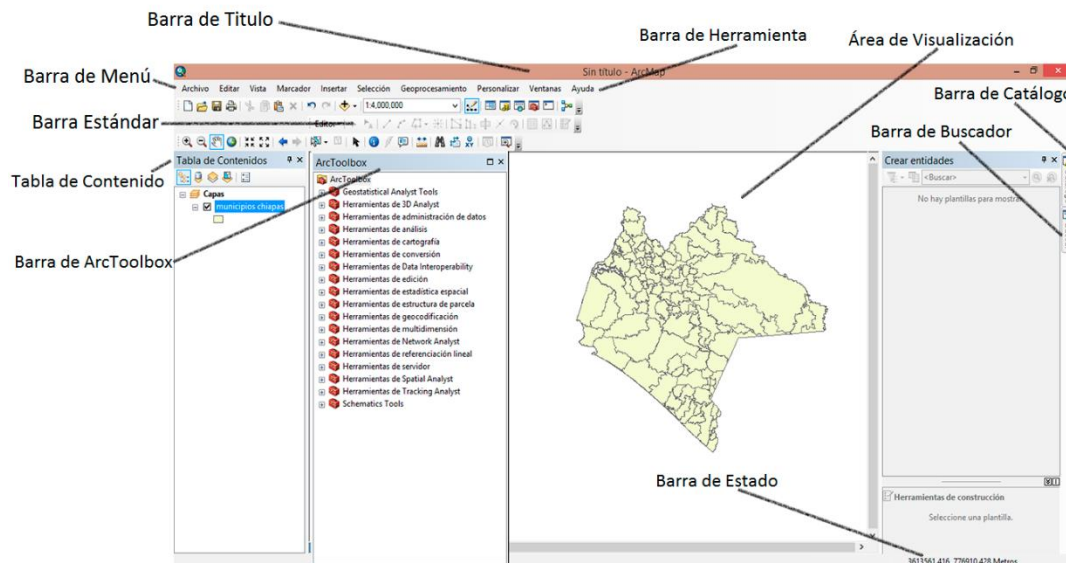 Barra de Titulo
Barra de Herramienta
Área de Visualización
Barra de Menú
Sin título - ArcMap
Archivo Editar Vista Marcador Insertar Selección Geoprocesamiento Personalizar Ventanas Ayuda
Barra de Catálogo
1:4,000,000
Barra Estándar
Editor
Barra de Buscador
Tabla de Contenidos
ArcToolbox
Crear entidades
Tabla de Contenido
ArcToolbox
<Buscar>
Capas
Geostatistical Analyst Tools
No hay plantillas para mostrar
municipios chiapas
Herramientas de 3D Analyst
Herramientas de administración de datos
Herramientas de análisis
Herramientas de cartografía
Barra de ArcToolbox
Herramientas de conversión
Herramientas de Data Interoperability
Herramientas de edición
Herramientas de estadística espacial
Herramientas de estructura de parcela
Herramientas de geocodificación
Herramientas de multidimensión
Herramientas de Network Analyst
Herramientas de referenciación lineal
Herramientas de servidor
Herramientas de Spatial Analyst
Herramientas de Tracking Analyst
Schematics Tools
Barra de Estado
Herramientas de construcción
Seleccione una plantilla.
3613561,416 776910,428 Metros